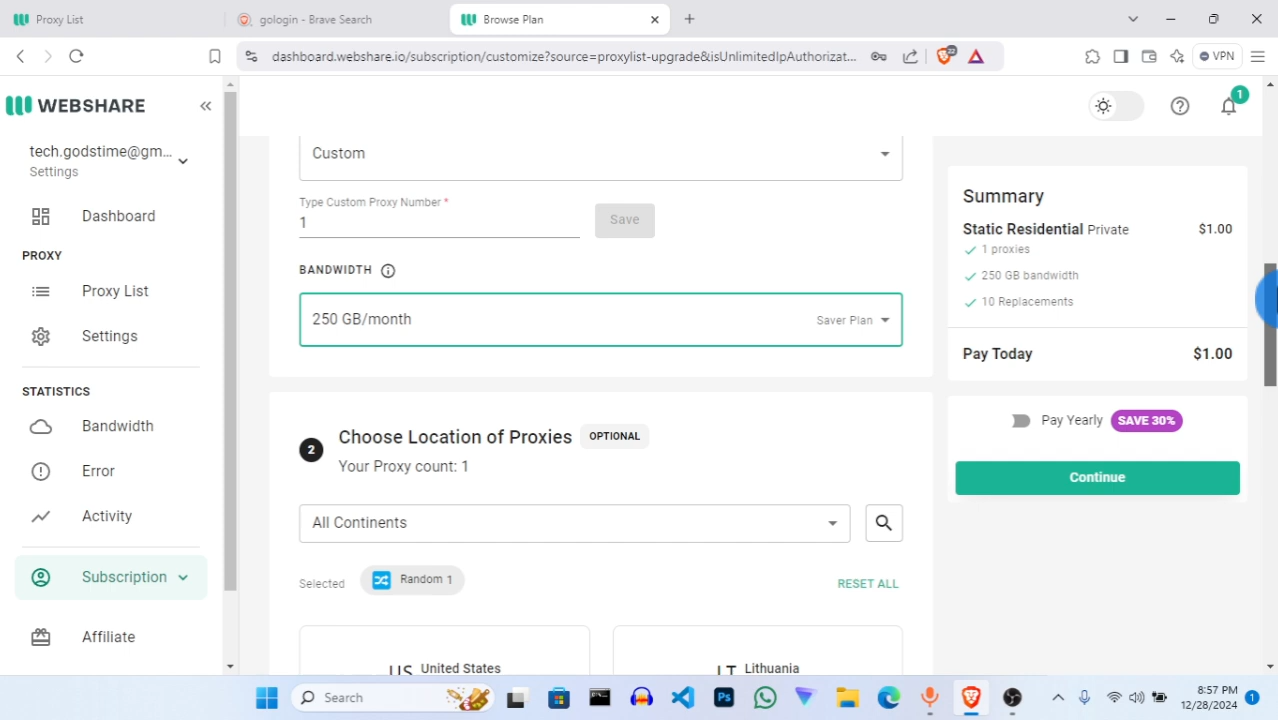 Proxy List
gologin - Brave Search
Browse Plan
dashboard.webshare.io/subscription/customize?source=proxylist-upgrade&isUnlimitedIpAuthorizat...
22
VPN
WEBSHARE
1
tech.godstime@gm...
Settings
Dashboard
PROXY
Proxy List
Settings
STATISTICS
Bandwidth
Error
Activity
Subscription
Affiliate
Custom
Type Custom Proxy Number *
1
Save
BANDWIDTH
250 GB/month
Saver Plan
2
Choose Location of Proxies
OPTIONAL
Your Proxy count: 1
All Continents
Selected
Random 1
RESET ALL
US United States
LT Lithuania
Summary
Static Residential Private $1.00
1 proxies
250 GB bandwidth
10 Replacements
Pay Today $1.00
Pay Yearly SAVE 30%
Continue
Search
Ps
8:57 PM
12/28/2024
1